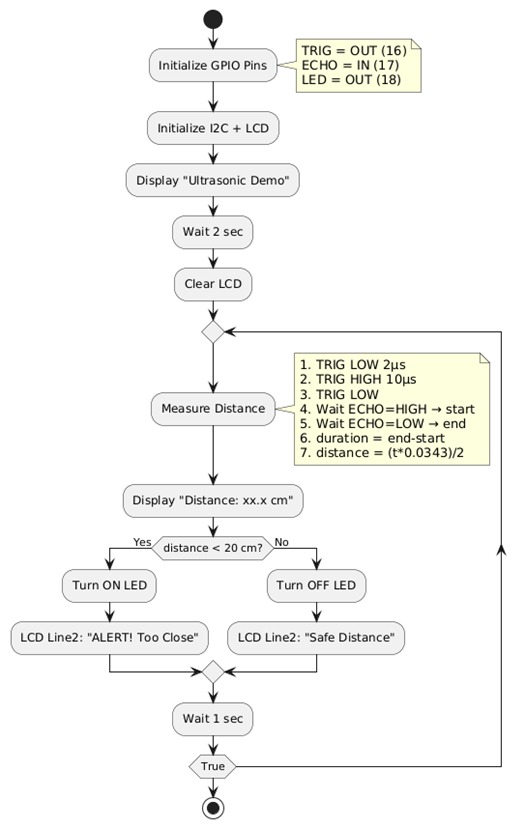 Initialize GPIO Pins
TRIG = OUT (16)
ECHO = IN (17)
LED = OUT (18)
Initialize I2C + LCD
Display "Ultrasonic Demo"
Wait 2 sec
Clear LCD
Measure Distance
1. TRIG LOW 2µs
2. TRIG HIGH 10µs
3. TRIG LOW
4. Wait ECHO=HIGH → start
5. Wait ECHO=LOW → end
6. duration = end-start
7. distance = (t*0.0343)/2
Display "Distance: xx.x cm"
Yes
distance < 20 cm?
No
Turn ON LED
Turn OFF LED
LCD Line2: "ALERT! Too Close"
LCD Line2: "Safe Distance"
Wait 1 sec
True